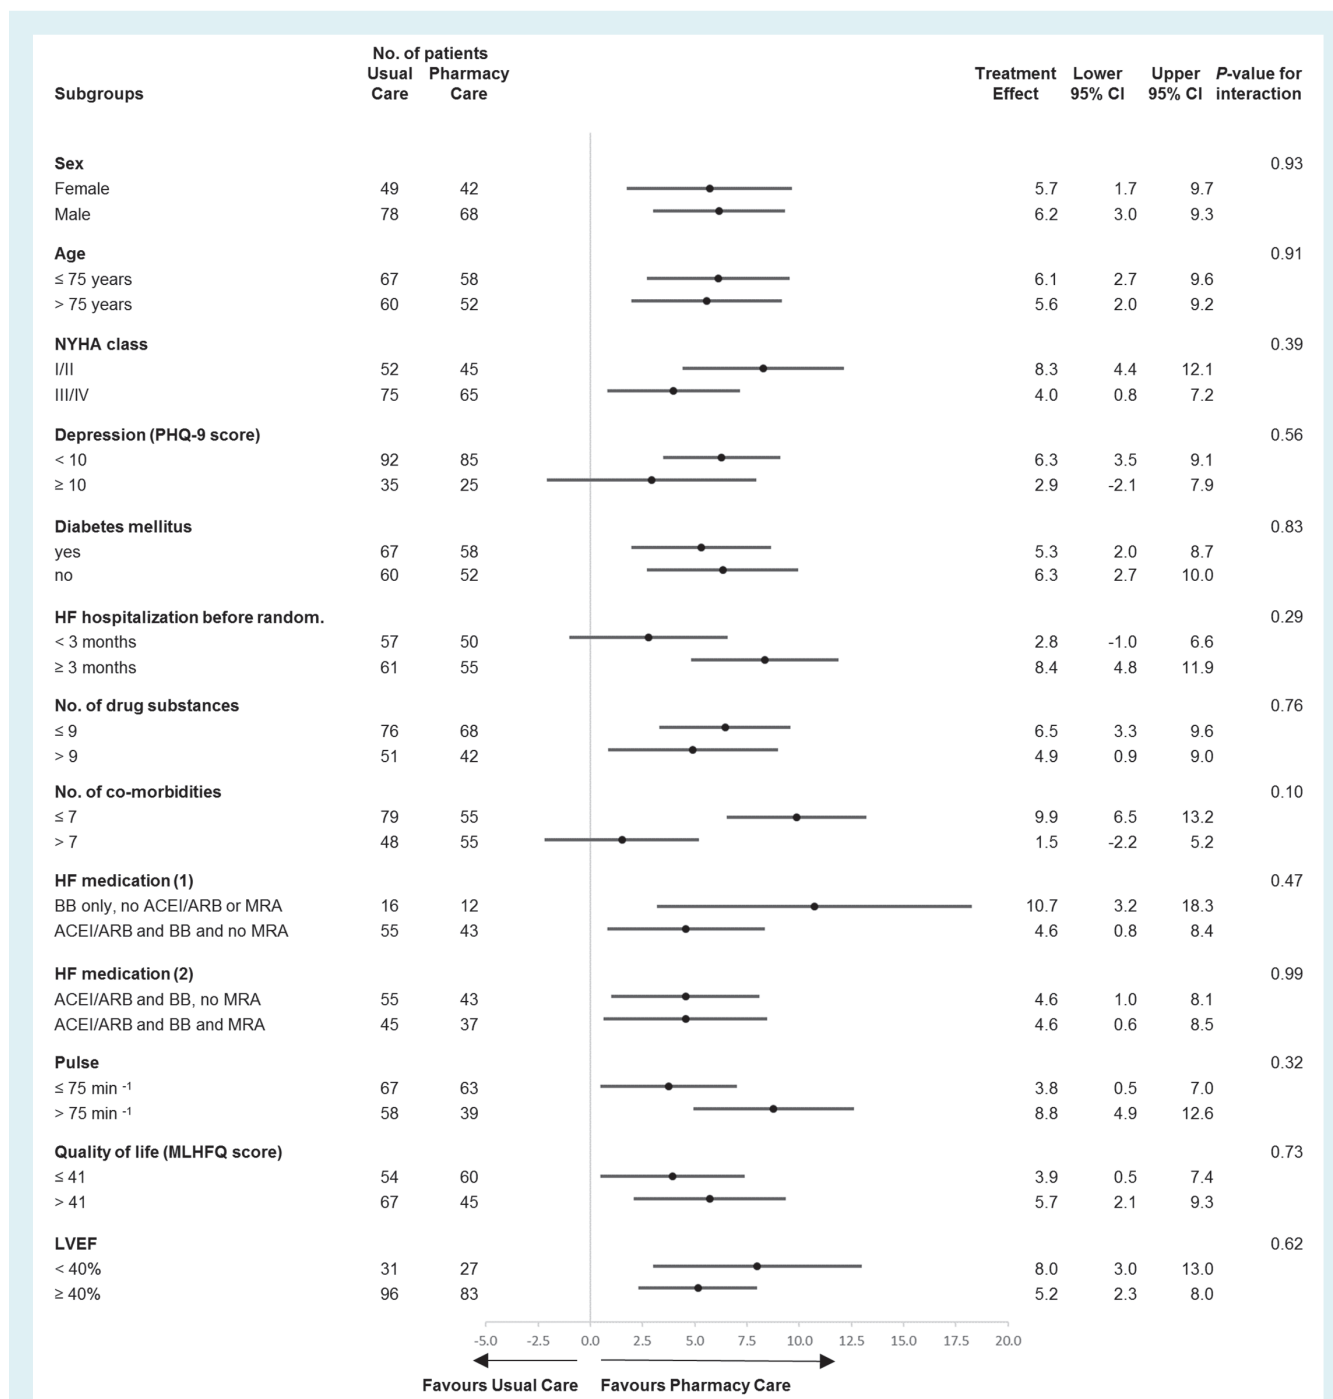 No. of patients
Usual Pharmacy Treatment Lower Upper P-value for
Subgroups Care Care Effect 95% CI 95% CI interaction
Sex 0.93
Female 49 42 5.7 1.7 9.7
Male 78 68 6.2 3.0 9.3
Age 0.91
≤ 75 years 67 58 6.1 2.7 9.6
> 75 years 60 52 5.6 2.0 9.2
NYHA class 0.39
I/II 52 45 8.3 4.4 12.1
III/IV 75 65 4.0 0.8 7.2
Depression (PHQ-9 score) 0.56
< 10 92 85 6.3 3.5 9.1
≥ 10 35 25 2.9 -2.1 7.9
Diabetes mellitus 0.83
yes 67 58 5.3 2.0 8.7
no 60 52 6.3 2.7 10.0
HF hospitalization before random. 0.29
< 3 months 57 50 2.8 -1.0 6.6
≥ 3 months 61 55 8.4 4.8 11.9
No. of drug substances 0.76
≤ 9 76 68 6.5 3.3 9.6
> 9 51 42 4.9 0.9 9.0
No. of co-morbidities 0.10
≤ 7 79 55 9.9 6.5 13.2
> 7 48 55 1.5 -2.2 5.2
HF medication (1) 0.47
BB only, no ACEI/ARB or MRA 16 12 10.7 3.2 18.3
ACEI/ARB and BB and no MRA 55 43 4.6 0.8 8.4
HF medication (2) 0.99
ACEI/ARB and BB, no MRA 55 43 4.6 1.0 8.1
ACEI/ARB and BB and MRA 45 37 4.6 0.6 8.5
Pulse 0.32
≤ 75 min -1 67 63 3.8 0.5 7.0
> 75 min -1 58 39 8.8 4.9 12.6
Quality of life (MLHFQ score) 0.73
≤ 41 54 60 3.9 0.5 7.4
> 41 67 45 5.7 2.1 9.3
LVEF 0.62
< 40% 31 27 8.0 3.0 13.0
≥ 40% 96 83 5.2 2.3 8.0
-5.0 -2.5 0.0 2.5 5.0 7.5 10.0 12.5 15.0 17.5 20.0
Favours Usual Care Favours Pharmacy Care